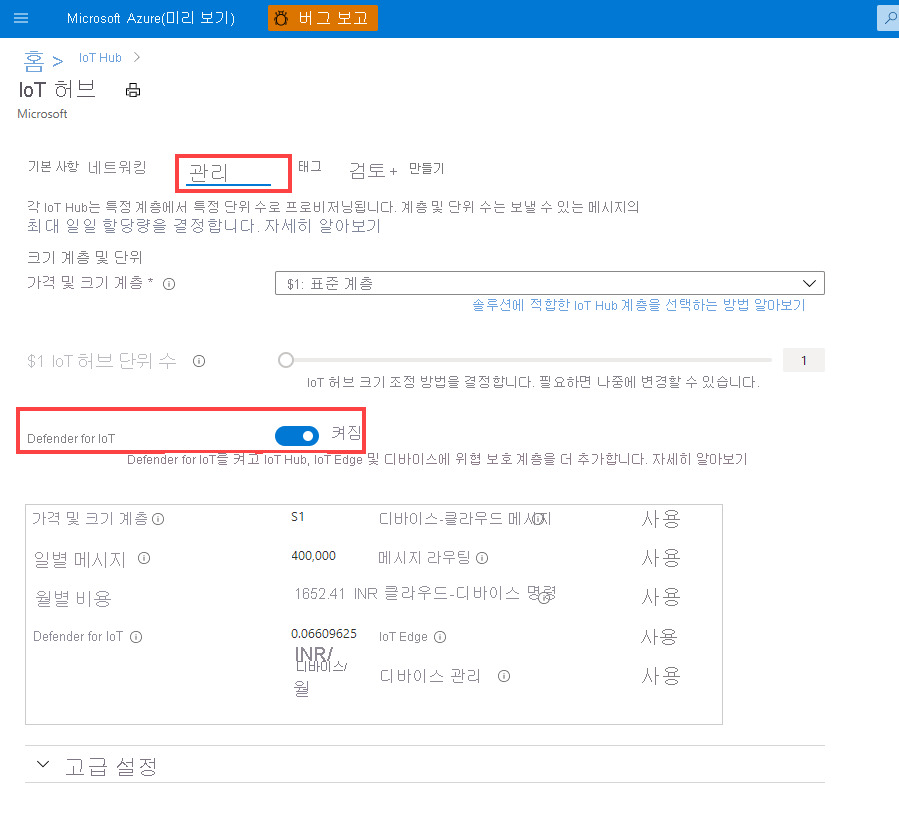 Microsoft Azure(미리 보기) 버그 보고
홈 > IoT Hub >
IoT 허브
Microsoft
기본 사항 네트워킹 관리 태그 검토 + 만들기
각 IoT Hub는 특정 계층에서 특정 단위 수로 프로비저닝됩니다. 계층 및 단위 수는 보낼 수 있는 메시지의
최대 일일 할당량을 결정합니다. 자세히 알아보기
크기 계층 및 단위
가격 및 크기 계층 * $1: 표준 계층
솔루션에 적합한 IoT Hub 계층을 선택하는 방법 알아보기
$1 IoT 허브 단위 수 1
IoT 허브 크기 조정 방법을 결정합니다. 필요하면 나중에 변경할 수 있습니다.
Defender for IoT 켜짐
Defender for IoT를 켜고 IoT Hub, IoT Edge 및 디바이스에 위협 보호 계층을 더 추가합니다. 자세히 알아보기
가격 및 크기 계층 S1 디바이스-클라우드 메시지 사용
일별 메시지 400,000 메시지 라우팅 사용
월별 비용 1652.41 INR 클라우드-디바이스 명령 사용
Defender for IoT 0.06609625 IoT Edge 사용
INR/
디바이스/
월
디바이스 관리 사용
고급 설정